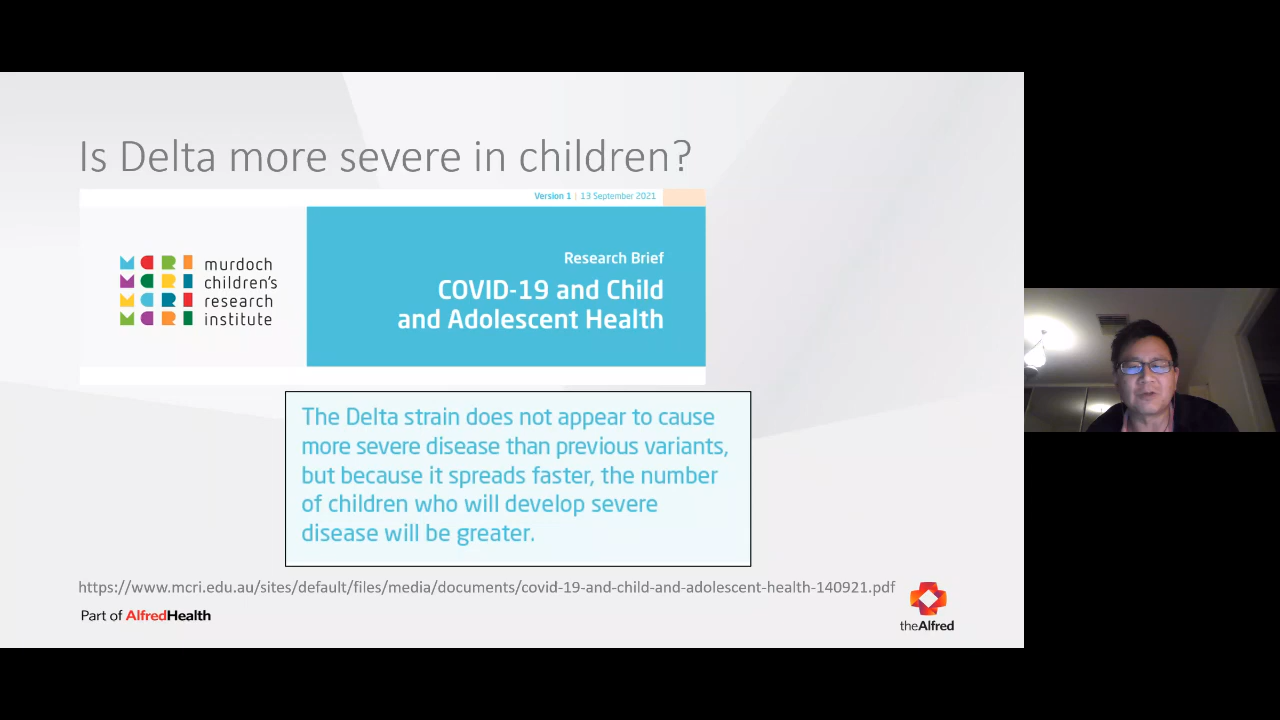 Is Delta more severe in children?
Version 1 | 13 September 2021
MCRI
MCRI
MCRI
MCRI
murdoch
children's
research
institute
Research Brief
COVID-19 and Child
and Adolescent Health
The Delta strain does not appear to cause
more severe disease than previous variants,
but because it spreads faster, the number
of children who will develop severe
disease will be greater.
https://www.mcri.edu.au/sites/default/files/media/documents/covid-19-and-child-and-adolescent-health-140921.pdf
Part of AlfredHealth
theAlfred